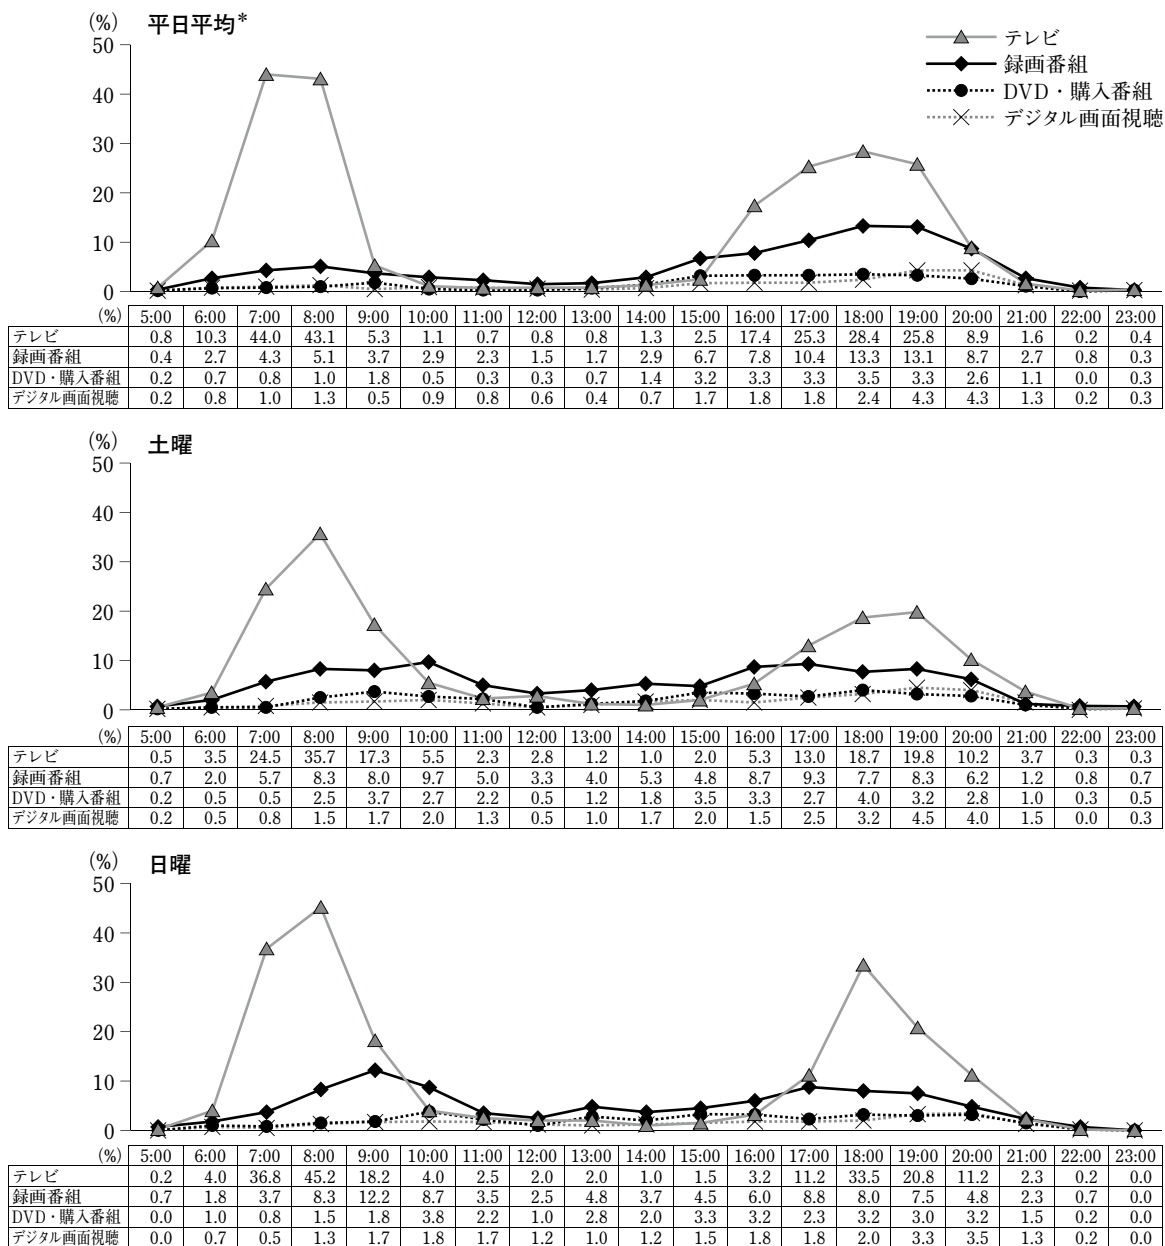 (%) 平日平均*
テレビ
録画番組
DVD・購入番組
デジタル画面視聴
50
40
30
20
10
0
(%) 5:00 6:00 7:00 8:00 9:00 10:00 11:00 12:00 13:00 14:00 15:00 16:00 17:00 18:00 19:00 20:00 21:00 22:00 23:00
テレビ 0.8 10.3 44.0 43.1 5.3 1.1 0.7 0.8 0.8 1.3 2.5 17.4 25.3 28.4 25.8 8.9 1.6 0.2 0.4
録画番組 0.4 2.7 4.3 5.1 3.7 2.9 2.3 1.5 1.7 2.9 6.7 7.8 10.4 13.3 13.1 8.7 2.7 0.8 0.3
DVD・購入番組 0.2 0.7 0.8 1.0 1.8 0.5 0.3 0.3 0.7 1.4 3.2 3.3 3.3 3.5 3.3 2.6 1.1 0.0 0.3
デジタル画面視聴 0.2 0.8 1.0 1.3 0.5 0.9 0.8 0.6 0.4 0.7 1.7 1.8 1.8 2.4 4.3 4.3 1.3 0.2 0.3
(%) 土曜
50
40
30
20
10
0
(%) 5:00 6:00 7:00 8:00 9:00 10:00 11:00 12:00 13:00 14:00 15:00 16:00 17:00 18:00 19:00 20:00 21:00 22:00 23:00
テレビ 0.5 3.5 24.5 35.7 17.3 5.5 2.3 2.8 1.2 1.0 2.0 5.3 13.0 18.7 19.8 10.2 3.7 0.3 0.3
録画番組 0.7 2.0 5.7 8.3 8.0 9.7 5.0 3.3 4.0 5.3 4.8 8.7 9.3 7.7 8.3 6.2 1.2 0.8 0.7
DVD・購入番組 0.2 0.5 0.5 2.5 3.7 2.7 2.2 0.5 1.2 1.8 3.5 3.3 2.7 4.0 3.2 2.8 1.0 0.3 0.5
デジタル画面視聴 0.2 0.5 0.8 1.5 1.7 2.0 1.3 0.5 1.0 1.7 2.0 1.5 2.5 3.2 4.5 4.0 1.5 0.0 0.3
(%) 日曜
50
40
30
20
10
0
(%) 5:00 6:00 7:00 8:00 9:00 10:00 11:00 12:00 13:00 14:00 15:00 16:00 17:00 18:00 19:00 20:00 21:00 22:00 23:00
テレビ 0.2 4.0 36.8 45.2 18.2 4.0 2.5 2.0 2.0 1.0 1.5 3.2 11.2 33.5 20.8 11.2 2.3 0.2 0.0
録画番組 0.7 1.8 3.7 8.3 12.2 8.7 3.5 2.5 4.8 3.7 4.5 6.0 8.8 8.0 7.5 4.8 2.3 0.7 0.0
DVD・購入番組 0.0 1.0 0.8 1.5 1.8 3.8 2.2 1.0 2.8 2.0 3.3 3.2 2.3 3.2 3.0 3.2 1.5 0.2 0.0
デジタル画面視聴 0.0 0.7 0.5 1.3 1.7 1.8 1.7 1.2 1.0 1.2 1.5 1.8 1.8 2.0 3.3 3.5 1.3 0.2 0.0